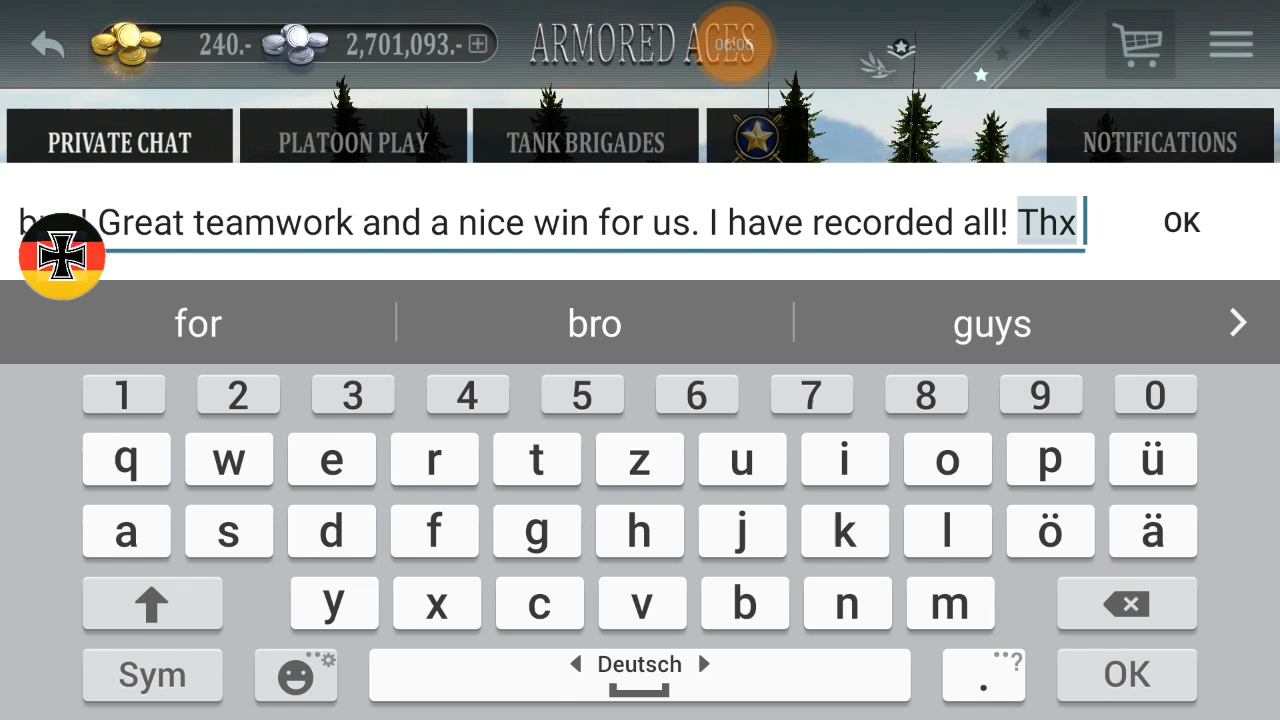 240.- 2,701,093.- ARMORED ACES 06:06
PRIVATE CHAT PLATOON PLAY TANK BRIGADES NOTIFICATIONS
Great teamwork and a nice win for us. I have recorded all! Thx OK
for bro guys
1 2 3 4 5 6 7 8 9 0
q w e r t z u i o p ü
a s d f g h j k l ö ä
y x c v b n m
Sym Deutsch . ? OK